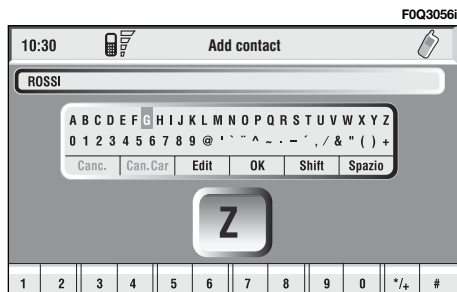 F0Q3056i
10:30 Add contact
ROSSI
A B C D E F G H I J K L M N O P Q R S T U V W X Y Z
0 1 2 3 4 5 6 7 8 9 @ ' ` ¨ ^ ~ . – ´ , / & " ( ) +
Canc. Can.Car Edit OK Shift Spazio
Z
1 2 3 4 5 6 7 8 9 0 */+ #